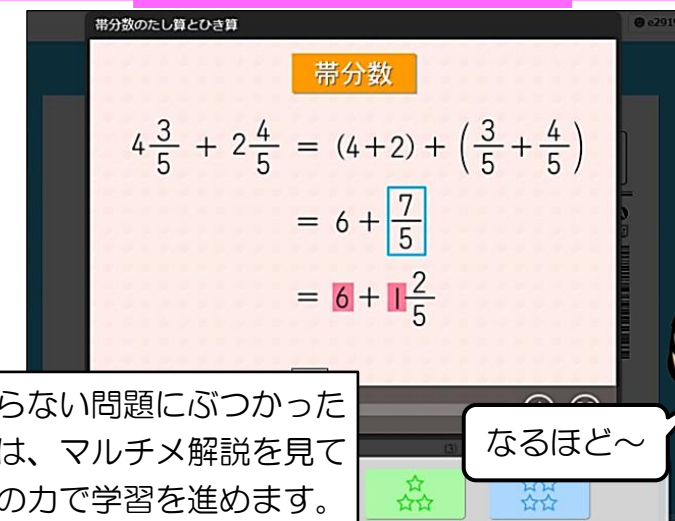 帯分数のたし算とひき算
e291
帯分数
4 3/5 + 2 4/5 = (4+2) + (3/5 + 4/5)
= 6 + 7/5
= 6 + 1 2/5
らない問題にぶつかった
は、マルチメ解説を見て
の力で学習を進めます。
なるほど〜
(3)